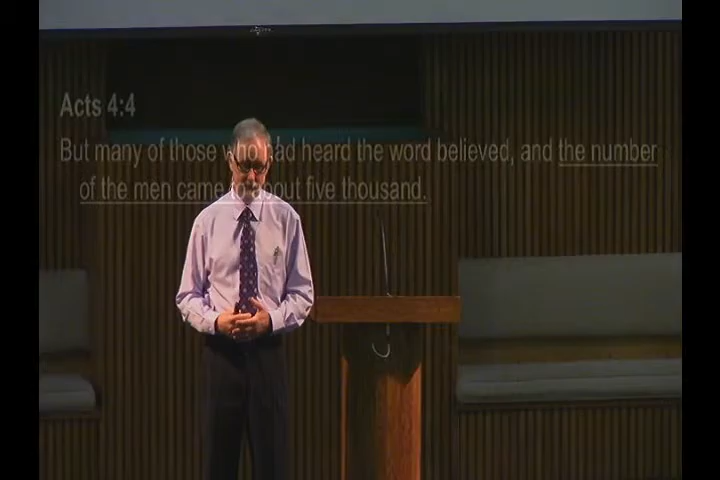 Acts 4:4
But many of those who had heard the word believed, and the number
of the men came to about five thousand.